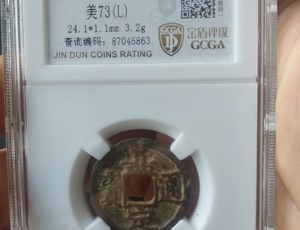 美73(L)
24.1*1.1mm 3.2g
查询编码: 87045863
JIN DUN COINS RATING
金盾评级
GCGA
通